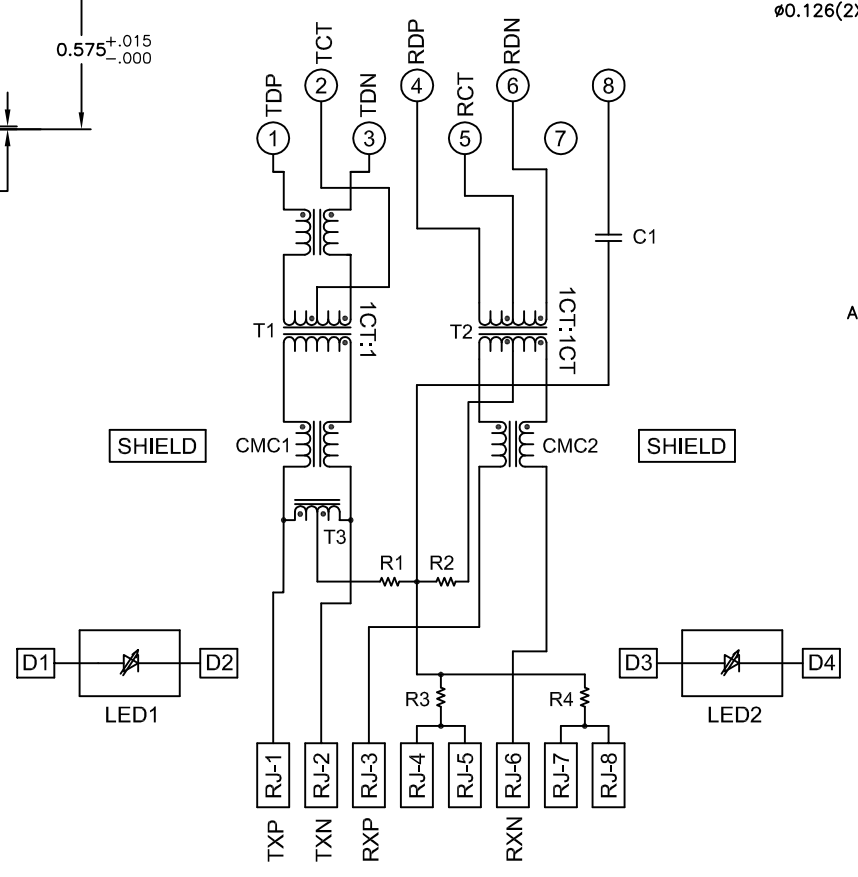 ø0.126(2X
0.575 +.015
-.000
TDP
TCT
TDN
RDP
RCT
RDN
1
2
3
4
5
6
7
8
C1
A
T1
1CT:1
T2
1CT:1CT
SHIELD
CMC1
CMC2
SHIELD
T3
R1
R2
D1
D2
LED1
R3
R4
D3
D4
LED2
RJ-1
RJ-2
RJ-3
RJ-4
RJ-5
RJ-6
RJ-7
RJ-8
TXP
TXN
RXP
RXN